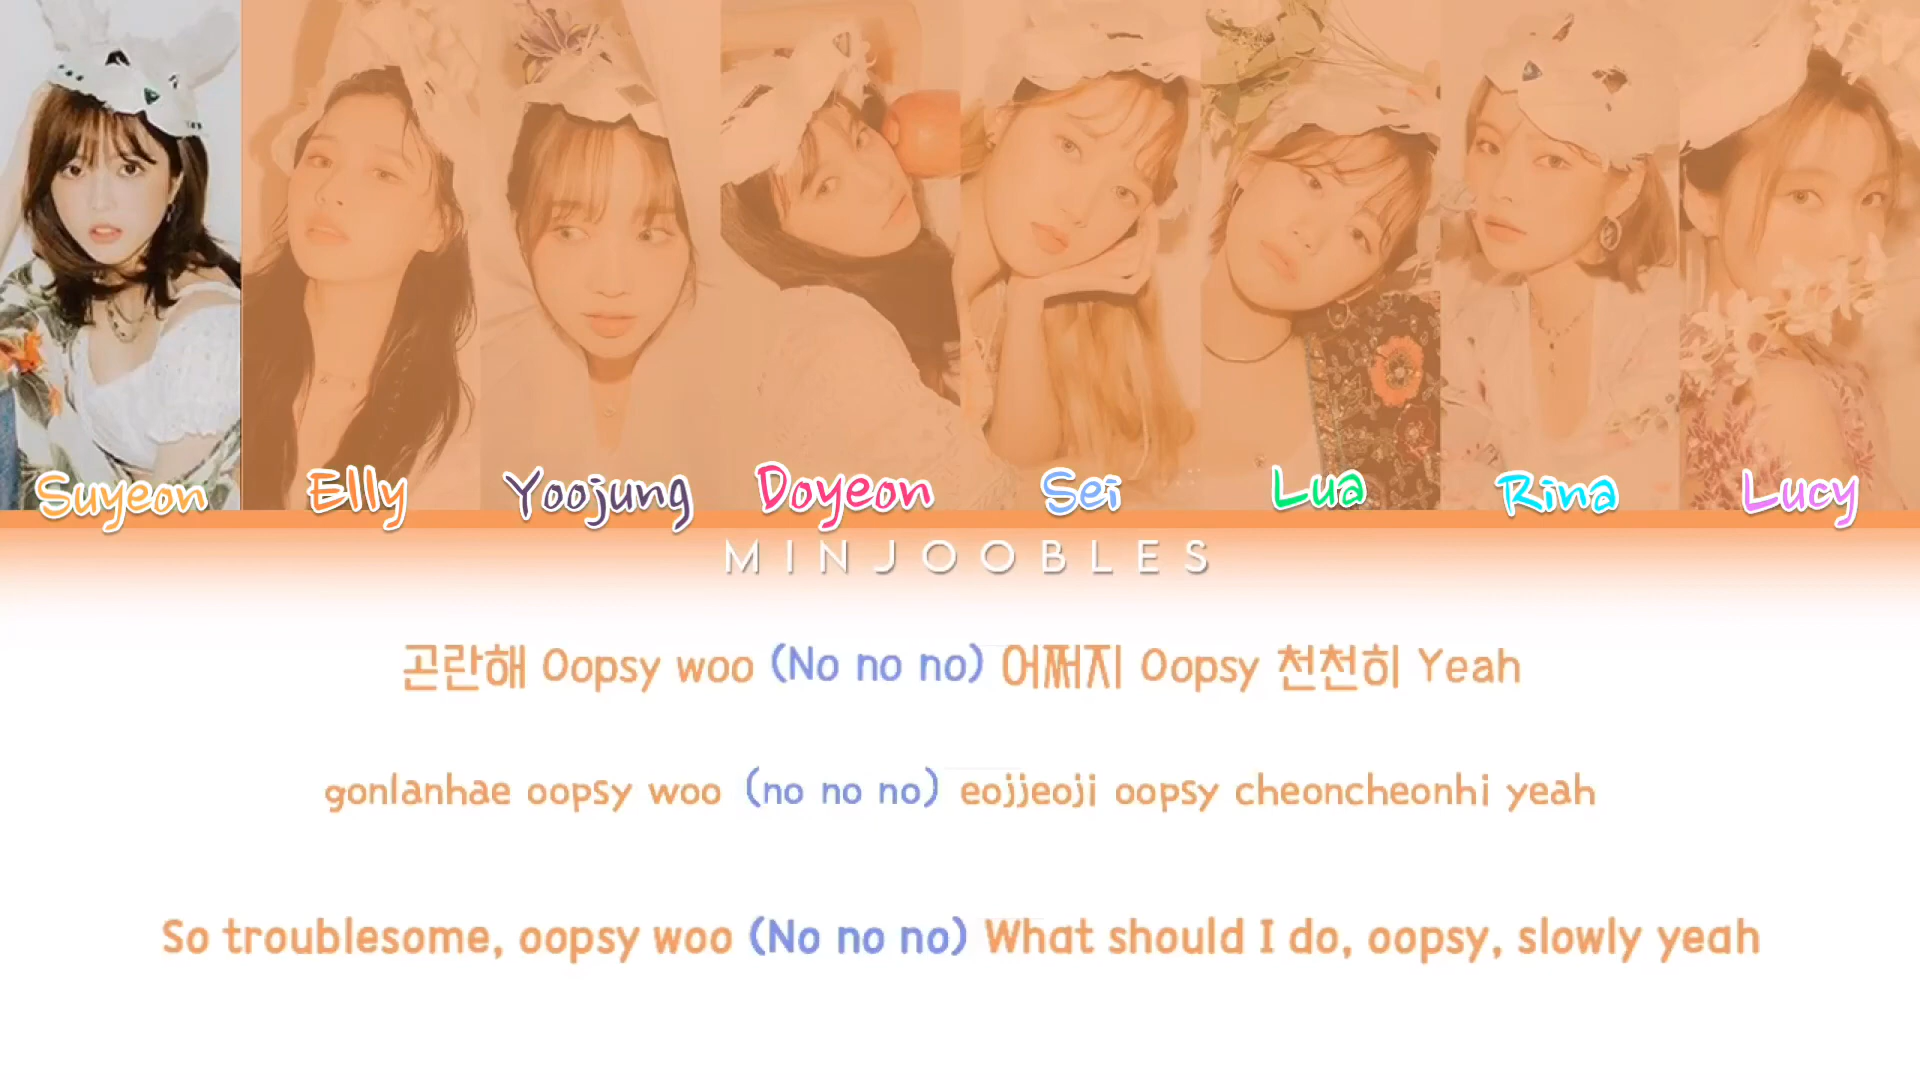 Suyeon Elly Yoojung Doyeon Sei Lua Rina Lucy
MINJOOBLES
곤란해 Oopsy woo (No no no) 어쩌지 Oopsy 천천히 Yeah
gonlanhae oopsy woo (no no no) eojjeoji oopsy cheoncheonhi yeah
So troublesome, oopsy woo (No no no) What should I do, oopsy, slowly yeah